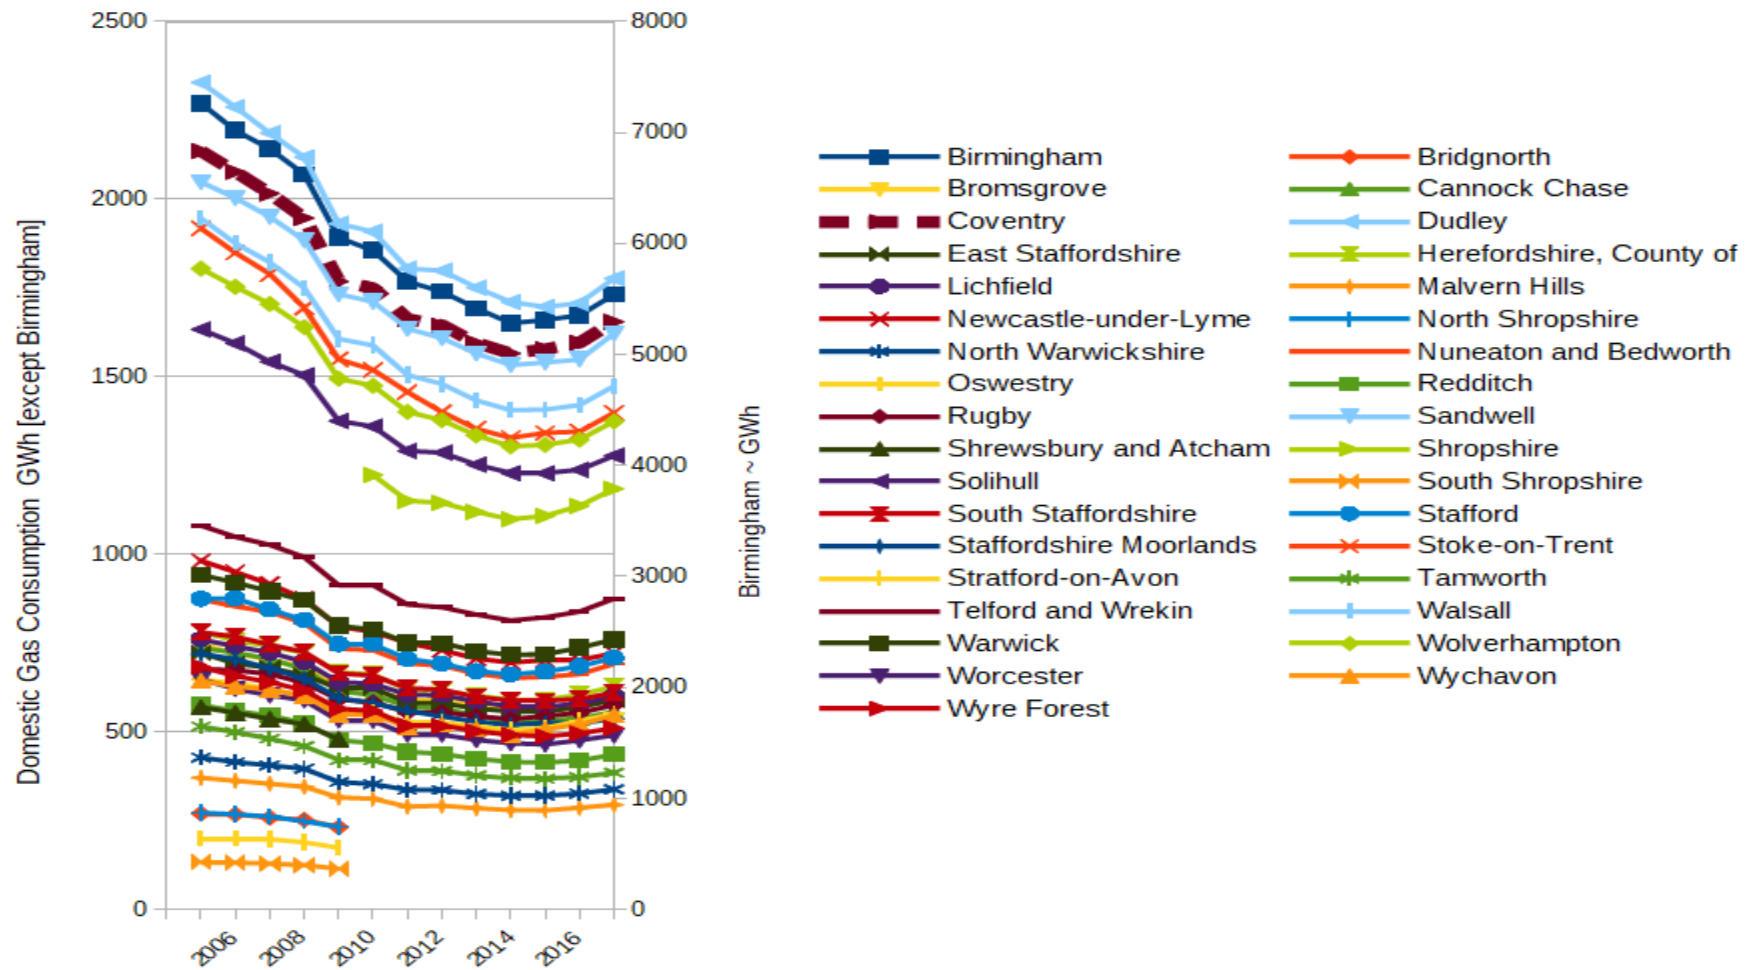 2500
2000
1500
1000
500
0
8000
7000
6000
5000
4000
3000
2000
1000
0
Domestic Gas Consumption GWh [except Birmingham]
Birmingham ~ GWh
2006
2008
2010
2012
2014
2016
Birmingham
Bromsgrove
Coventry
East Staffordshire
Lichfield
Newcastle-under-Lyme
North Warwickshire
Oswestry
Rugby
Shrewsbury and Atcham
Solihull
South Staffordshire
Staffordshire Moorlands
Stratford-on-Avon
Telford and Wrekin
Warwick
Worcester
Wyre Forest
Bridgnorth
Cannock Chase
Dudley
Herefordshire, County of
Malvern Hills
North Shropshire
Nuneaton and Bedworth
Redditch
Sandwell
Shropshire
South Shropshire
Stafford
Stoke-on-Trent
Tamworth
Walsall
Wolverhampton
Wychavon